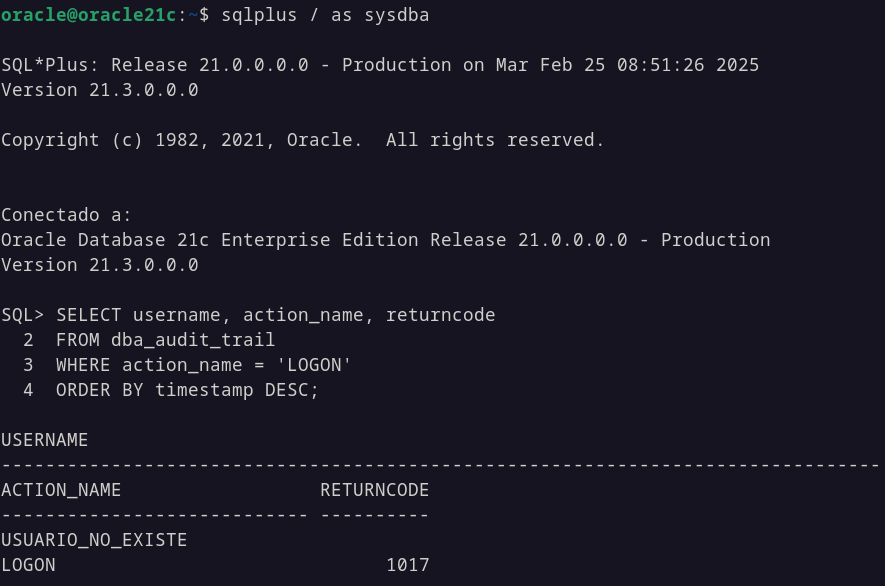 oracle@oracle21c:~$ sqlplus / as sysdba
SQL*Plus: Release 21.0.0.0.0 - Production on Mar Feb 25 08:51:26 2025
Version 21.3.0.0.0
Copyright (c) 1982, 2021, Oracle.  All rights reserved.
Conectado a:
Oracle Database 21c Enterprise Edition Release 21.0.0.0.0 - Production
Version 21.3.0.0.0
SQL> SELECT username, action_name, returncode
  2  FROM dba_audit_trail
  3  WHERE action_name = 'LOGON'
  4  ORDER BY timestamp DESC;
USERNAME
--------------------------------------------------------------------------------
ACTION_NAME                  RETURNCODE
---------------------------- ----------
USUARIO_NO_EXISTE
LOGON                              1017